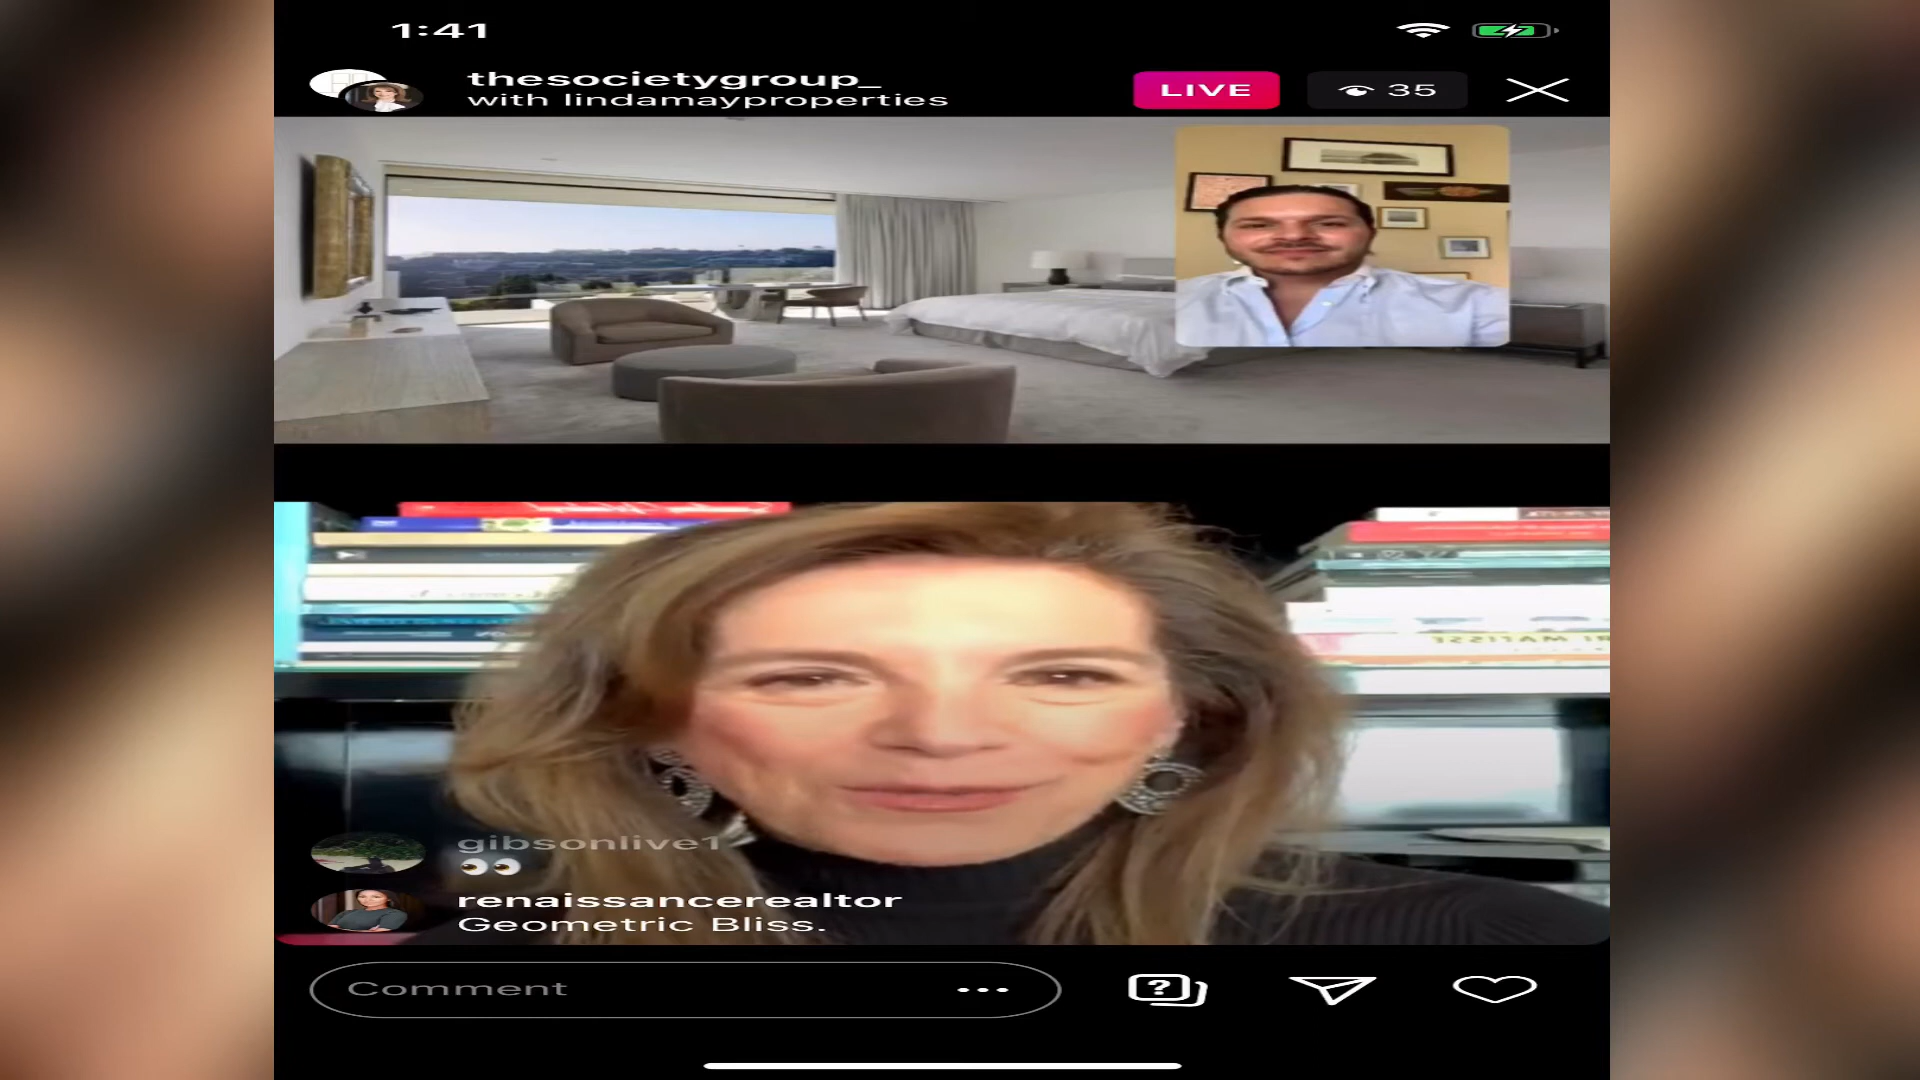 1:41
thesocietygroup_
with lindamayproperties
LIVE
35
gibsonlive1
👀
renaissancerealtor
Geometric Bliss.
Comment